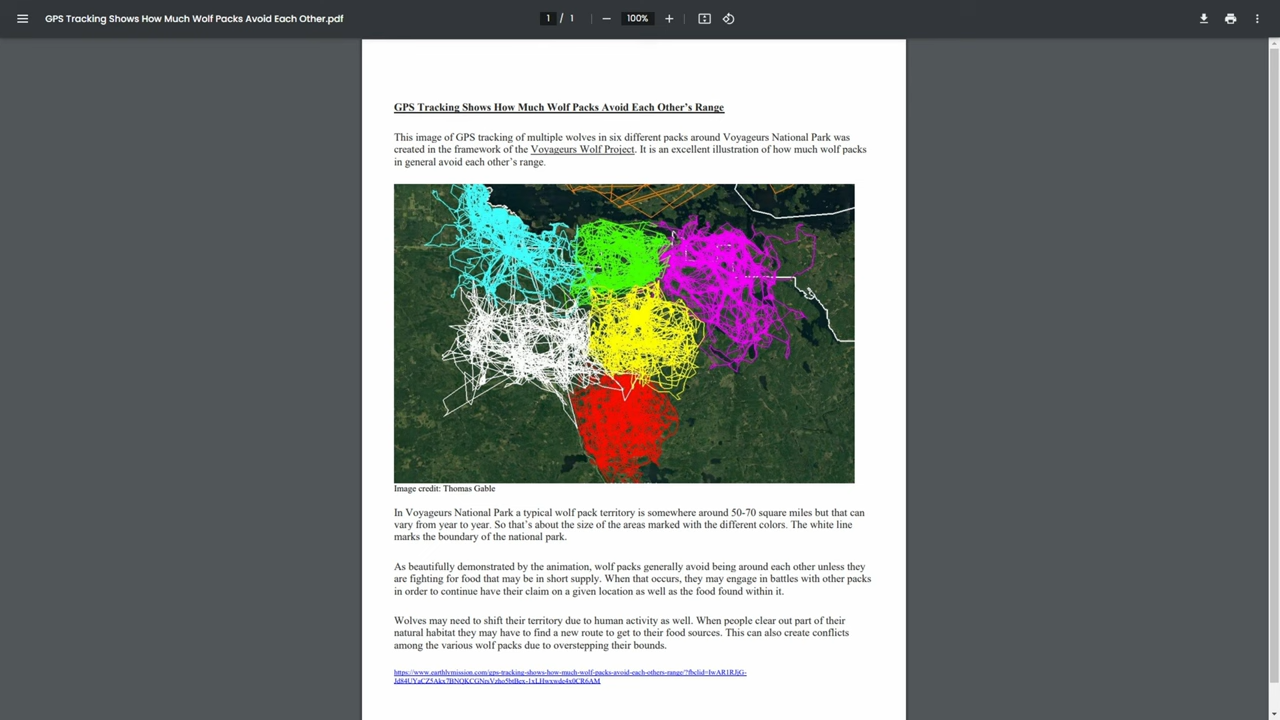 GPS Tracking Shows How Much Wolf Packs Avoid Each Other.pdf
1 / 1
100%
GPS Tracking Shows How Much Wolf Packs Avoid Each Other's Range
This image of GPS tracking of multiple wolves in six different packs around Voyageurs National Park was
created in the framework of the Voyageurs Wolf Project. It is an excellent illustration of how much wolf packs
in general avoid each other's range.
Image credit: Thomas Gable
In Voyageurs National Park a typical wolf pack territory is somewhere around 50-70 square miles but that can
vary from year to year. So that's about the size of the areas marked with the different colors. The white line
marks the boundary of the national park.
As beautifully demonstrated by the animation, wolf packs generally avoid being around each other unless they
are fighting for food that may be in short supply. When that occurs, they may engage in battles with other packs
in order to continue have their claim on a given location as well as the food found within it.
Wolves may need to shift their territory due to human activity as well. When people clear out part of their
natural habitat they may have to find a new route to get to their food sources. This can also create conflicts
among the various wolf packs due to overstepping their bounds.